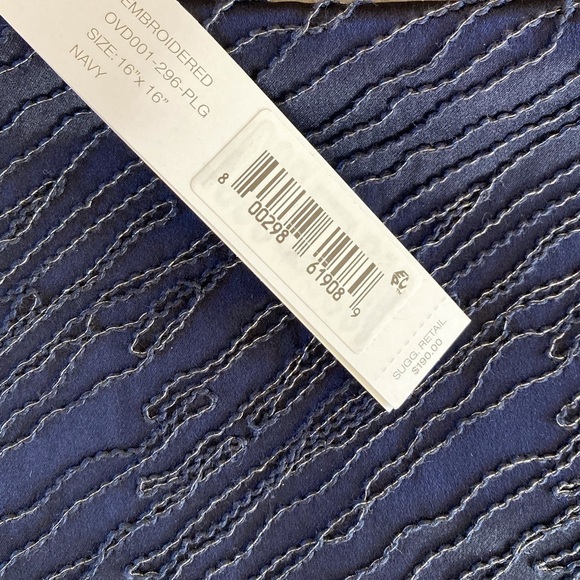 EMBROIDERED
OVD001-296-PLG
SIZE: 16"X 16"
NAVY
8 00298 61908 9
SUGG. RETAIL
$190.00